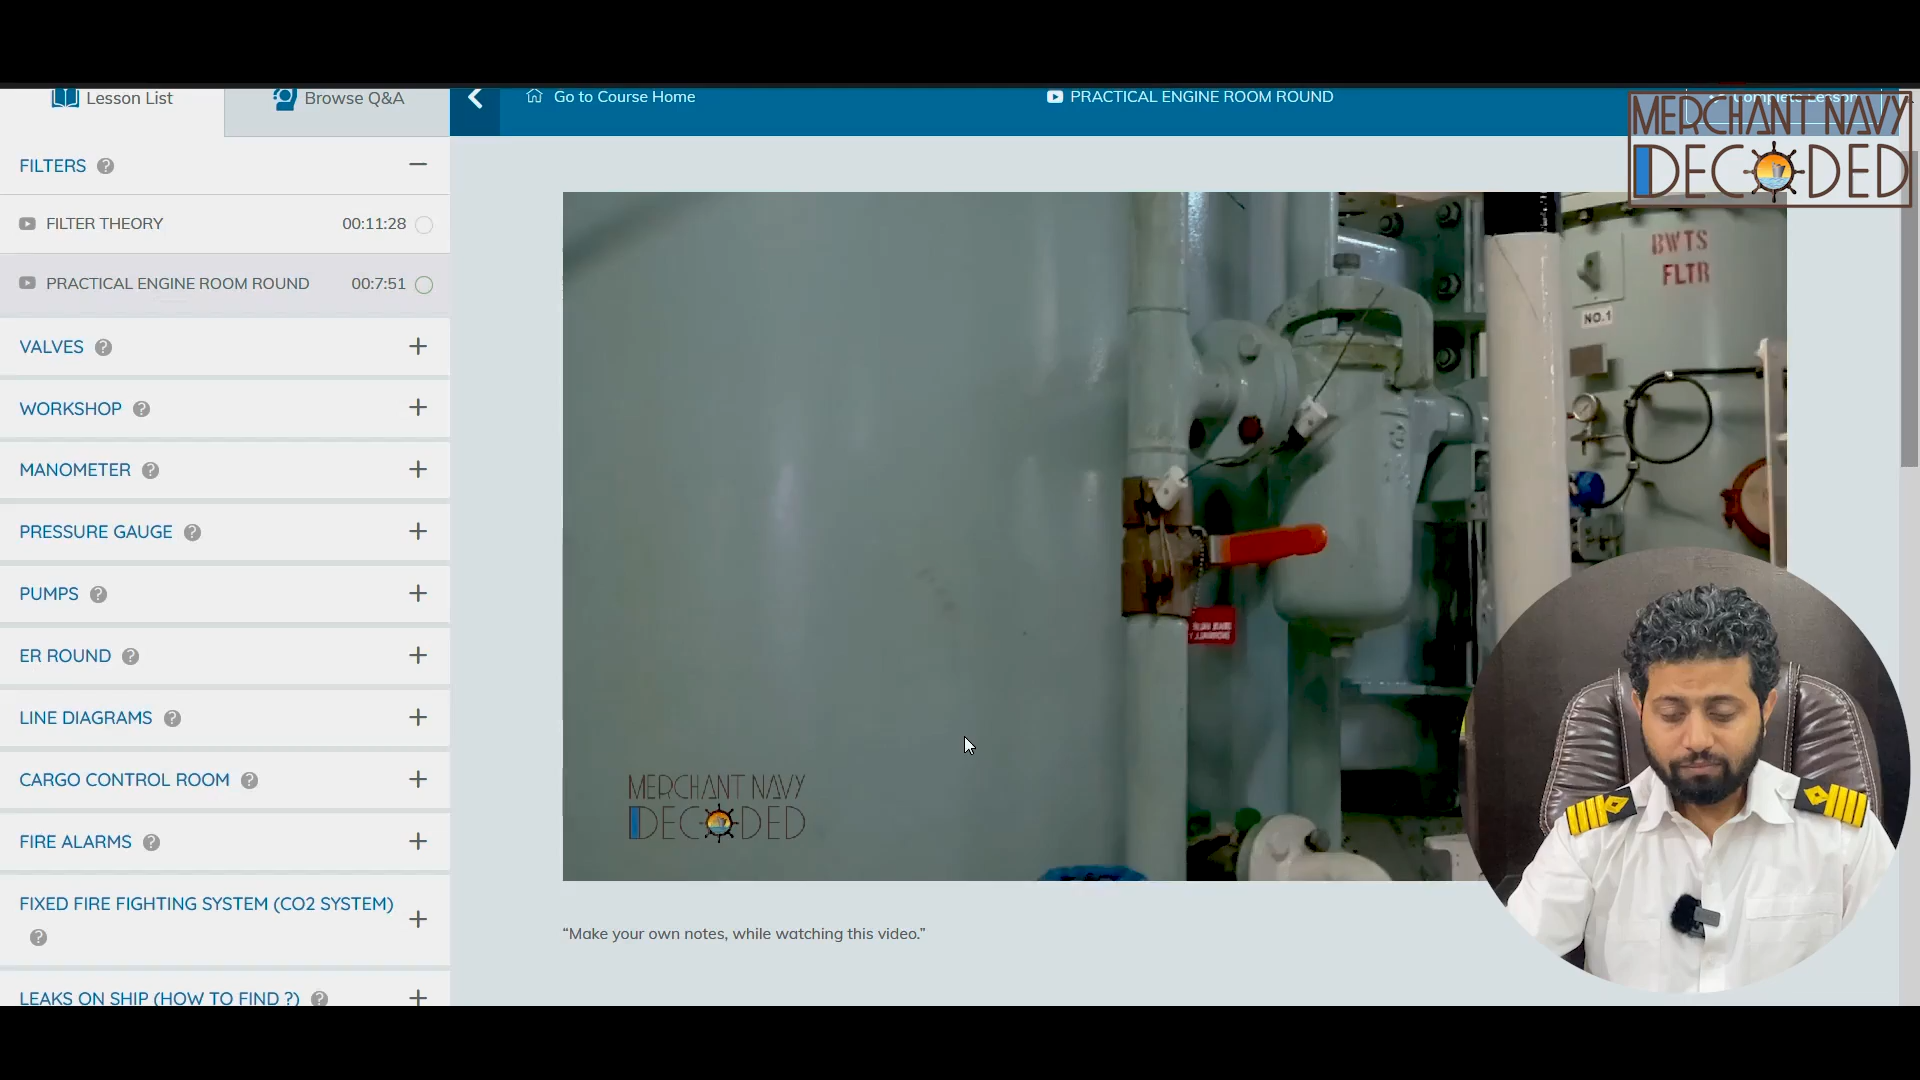 Lesson List
Browse Q&A
Go to Course Home
PRACTICAL ENGINE ROOM ROUND
Complete Lesson
MERCHANT NAVY
DECODED
FILTERS
FILTER THEORY 00:11:28
PRACTICAL ENGINE ROOM ROUND 00:7:51
VALVES
WORKSHOP
MANOMETER
PRESSURE GAUGE
PUMPS
ER ROUND
LINE DIAGRAMS
CARGO CONTROL ROOM
FIRE ALARMS
FIXED FIRE FIGHTING SYSTEM (CO2 SYSTEM)
LEAKS ON SHIP (HOW TO FIND ?)
BWTS
FLTR
NO.1
MERCHANT NAVY
DECODED
“Make your own notes, while watching this video.”